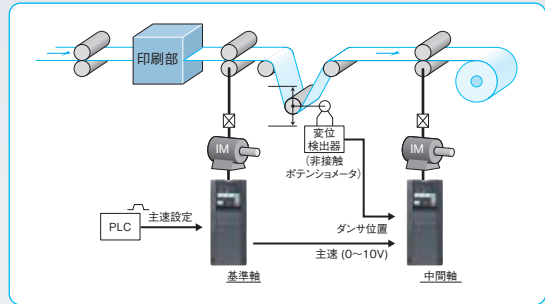 印刷部
変位
検出器
(非接触
ポテンショメータ)
IM
IM
PLC
主速設定
ダンサ位置
主速 (0〜10V)
基準軸
中間軸